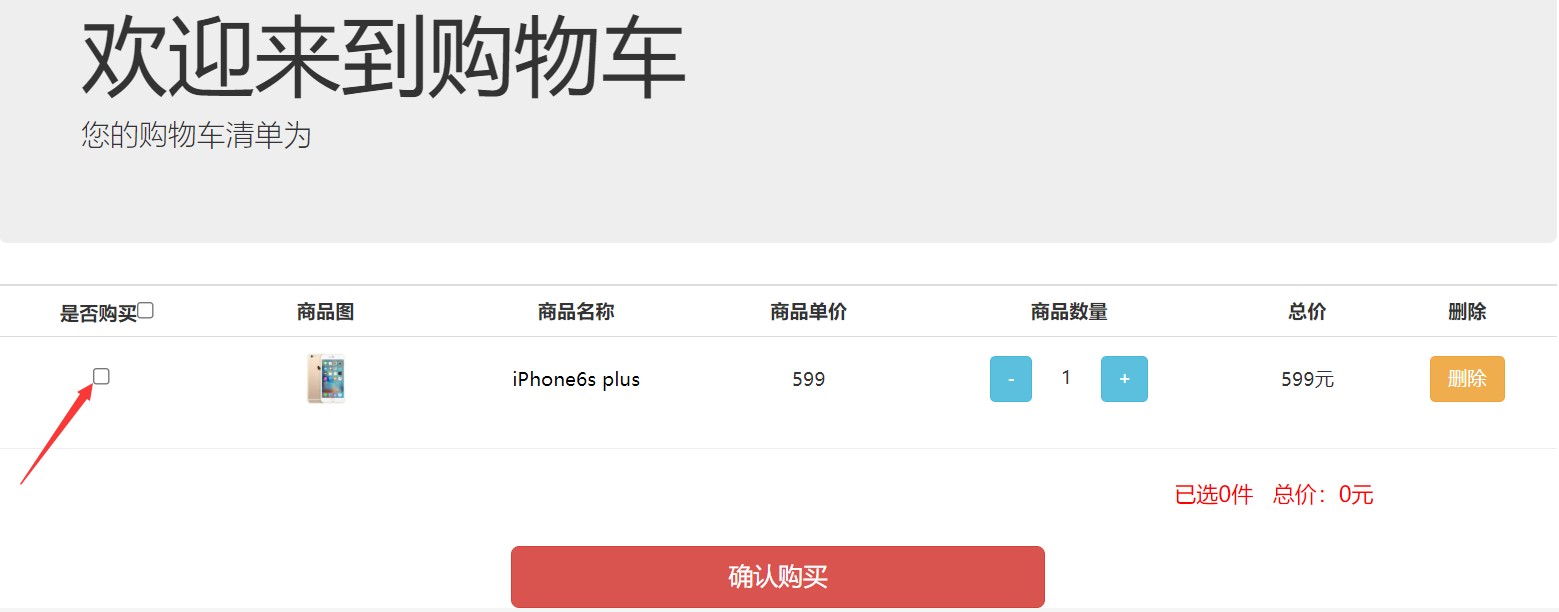 欢迎来到购物车
您的购物车清单为
是否购买 商品图 商品名称 商品单价 商品数量 总价 删除
iPhone6s plus 599 - 1 + 599元 删除
已选0件 总价：0元
确认购买